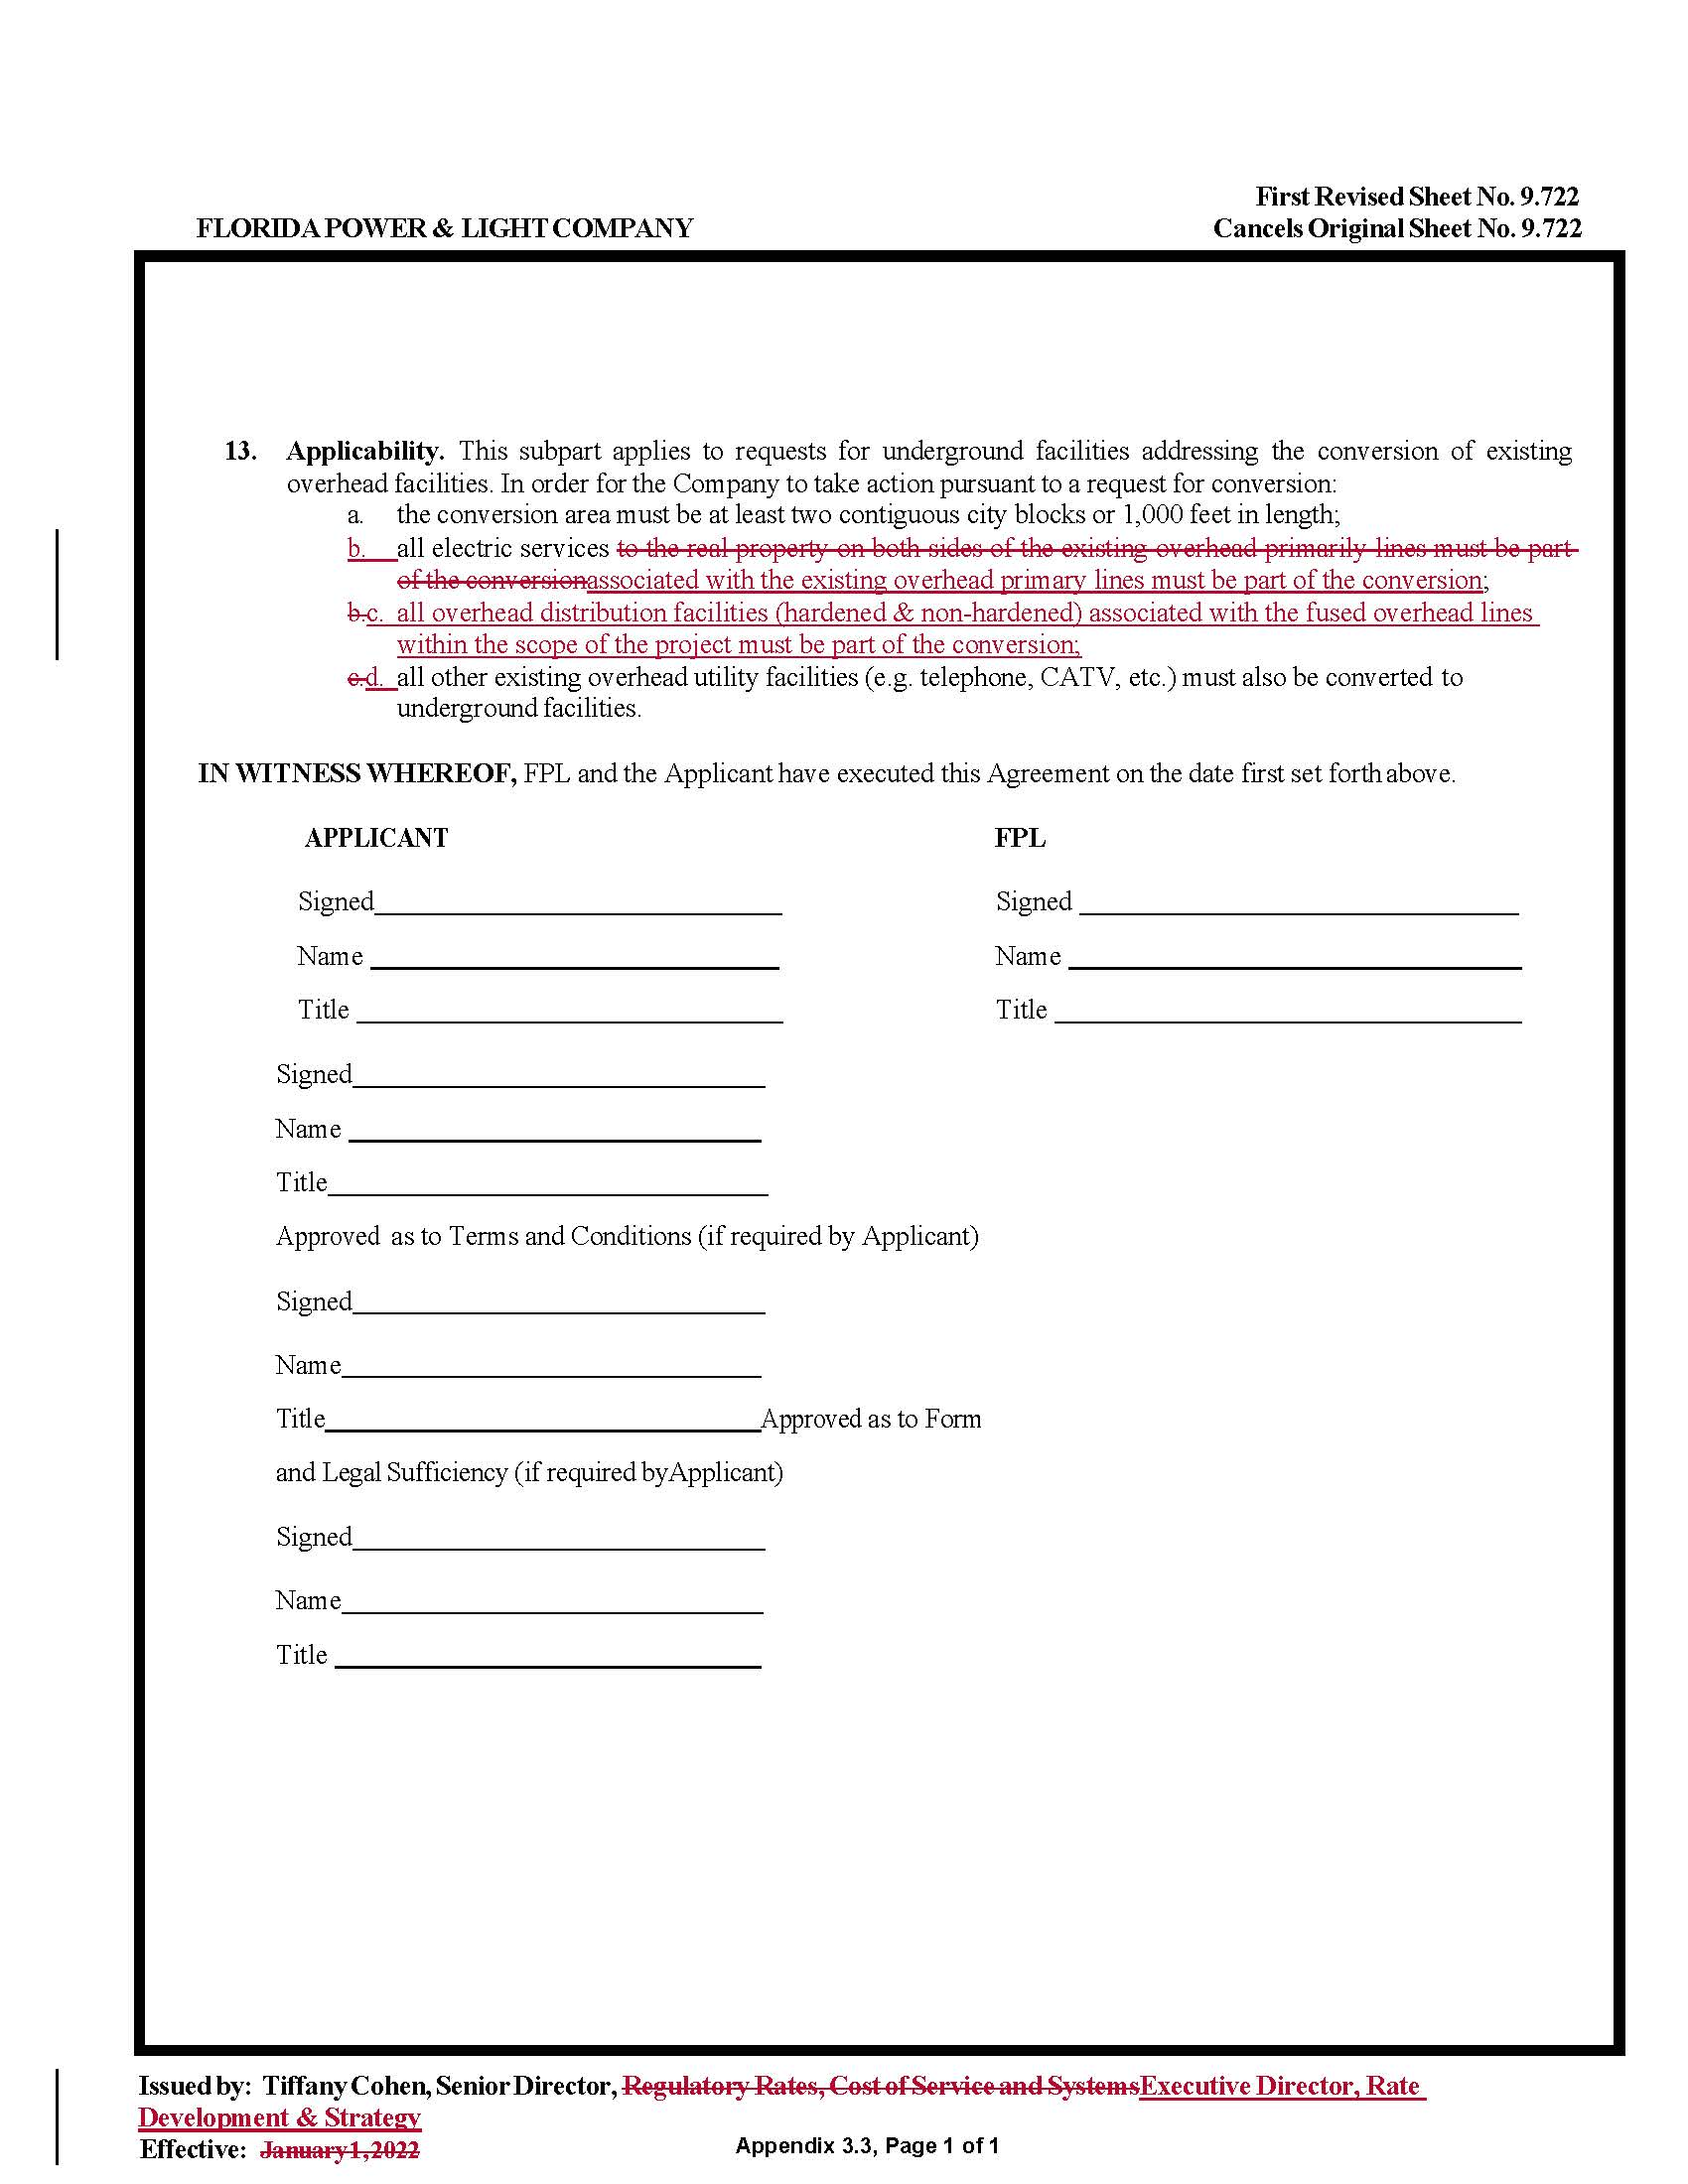 First Revised Sheet No. 9.722
FLORIDA POWER & LIGHT COMPANY Cancels Original Sheet No. 9.722
13. Applicability. This subpart applies to requests for underground facilities addressing the conversion of existing
overhead facilities. In order for the Company to take action pursuant to a request for conversion:
a. the conversion area must be at least two contiguous city blocks or 1,000 feet in length;
b. all electric services to the real property on both sides of the existing overhead primarily lines must be part
of the conversionassociated with the existing overhead primary lines must be part of the conversion;
b.c. all overhead distribution facilities (hardened & non-hardened) associated with the fused overhead lines
within the scope of the project must be part of the conversion;
c.d. all other existing overhead utility facilities (e.g. telephone, CATV, etc.) must also be converted to
underground facilities.
IN WITNESS WHEREOF, FPL and the Applicant have executed this Agreement on the date first set forth above.
APPLICANT FPL
Signed Signed
Name Name
Title Title
Signed
Name
Title
Approved as to Terms and Conditions (if required by Applicant)
Signed
Name
Title Approved as to Form
and Legal Sufficiency (if required by Applicant)
Signed
Name
Title
Issued by: Tiffany Cohen, Senior Director, Regulatory Rates, Cost of Service and SystemsExecutive Director, Rate
Development & Strategy
Effective: January 1, 2022 Appendix 3.3, Page 1 of 1